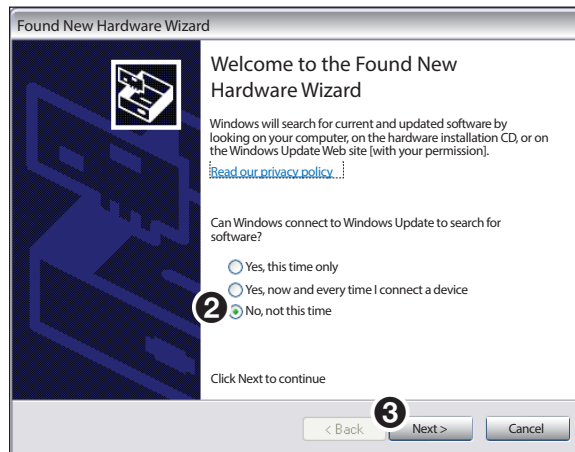 Found New Hardware Wizard
Welcome to the Found New
Hardware Wizard
Windows will search for current and updated software by
looking on your computer, on the hardware installation CD, or on
the Windows Update Web site [with your permission].
Read our privacy policy
Can Windows connect to Windows Update to search for
software?
Yes, this time only
Yes, now and every time I connect a device
2 No, not this time
Click Next to continue
3
< Back Next > Cancel